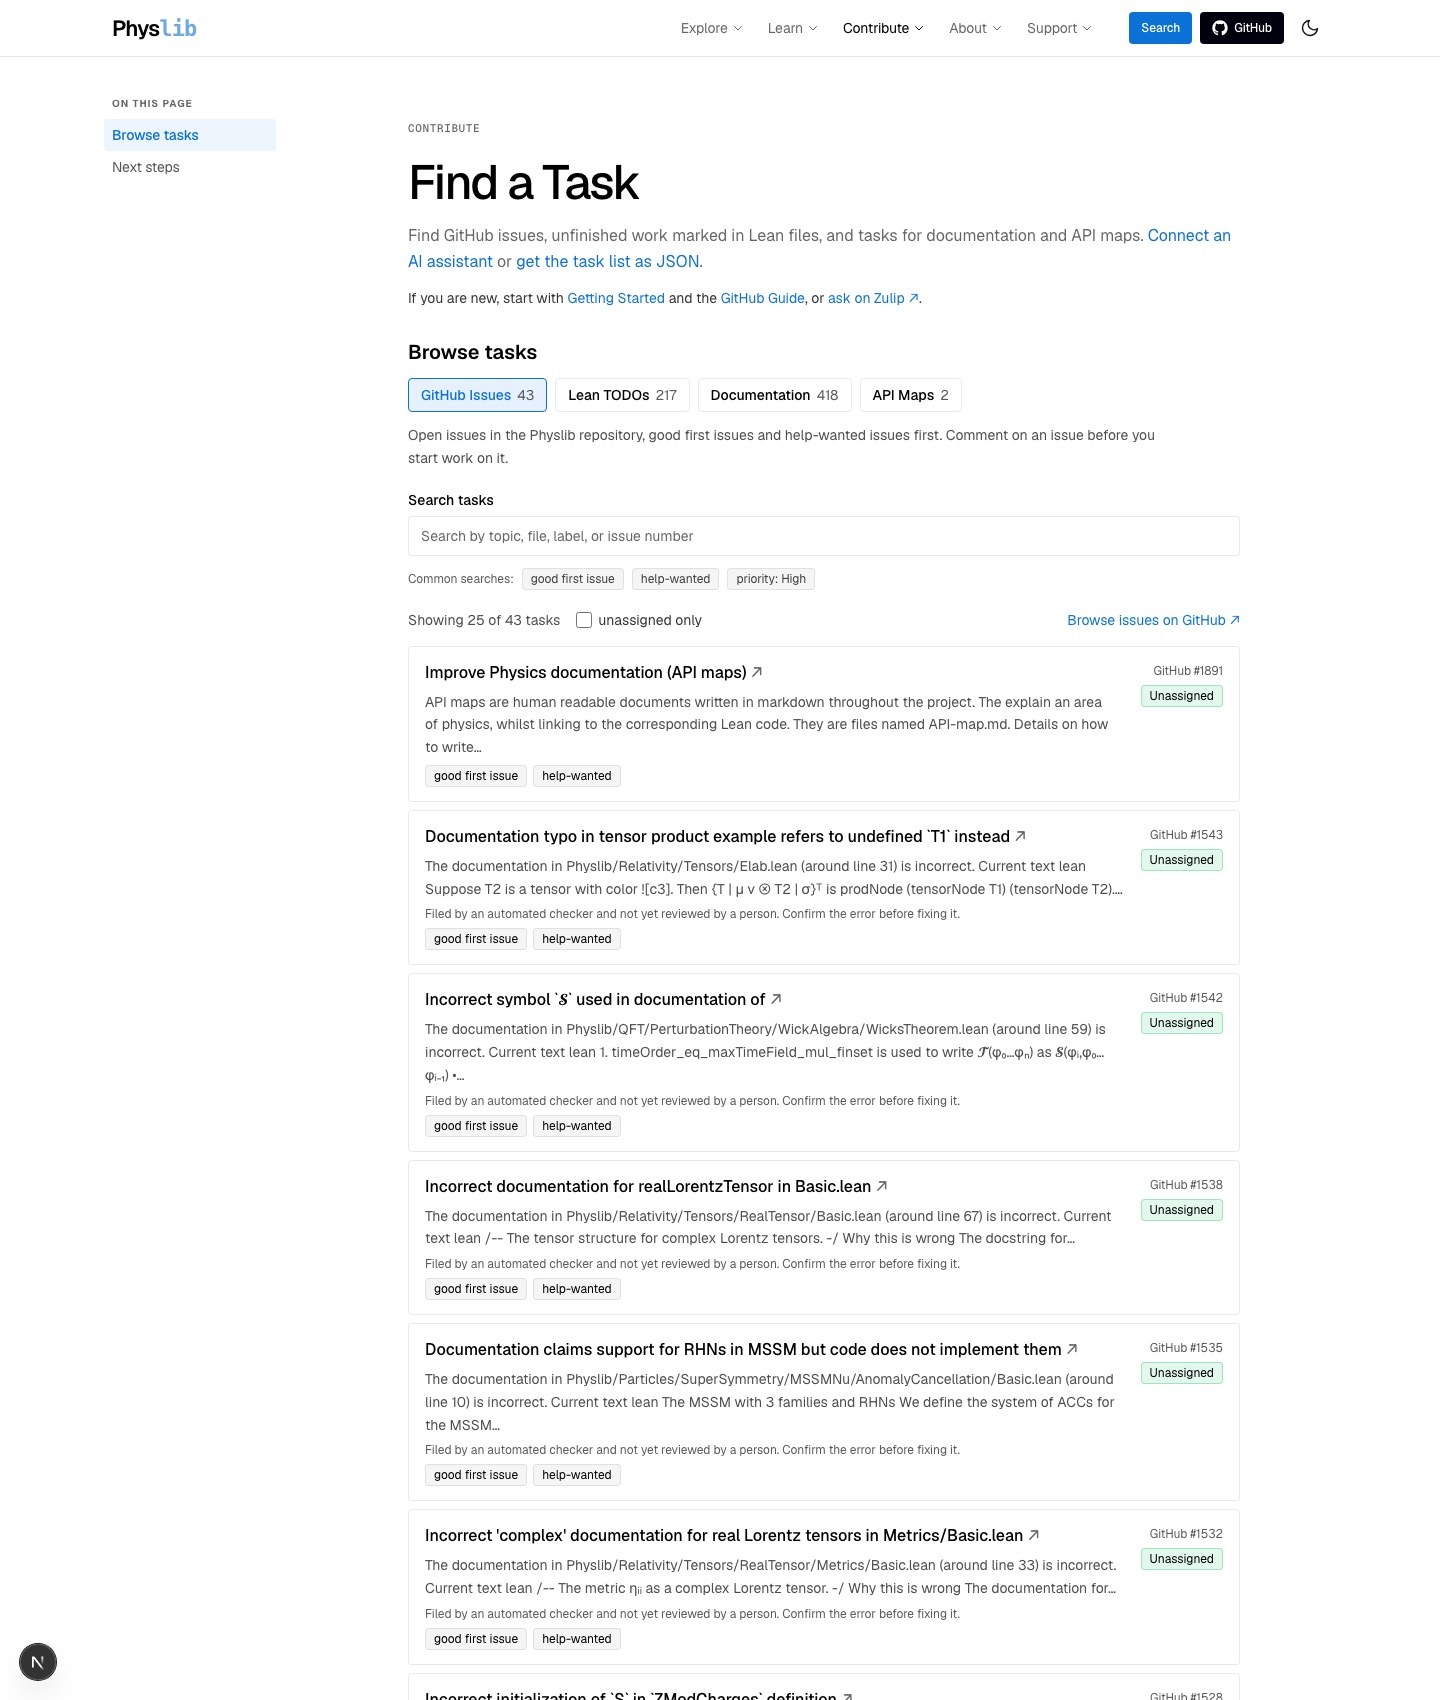 Physlib
Explore
Learn
Contribute
About
Support
Search
GitHub
ON THIS PAGE
Browse tasks
Next steps
CONTRIBUTE
Find a Task
Find GitHub issues, unfinished work marked in Lean files, and tasks for documentation and API maps. Connect an
AI assistant or get the task list as JSON.
If you are new, start with Getting Started and the GitHub Guide, or ask on Zulip ↗.
Browse tasks
GitHub Issues 43
Lean TODOs 217
Documentation 418
API Maps 2
Open issues in the Physlib repository, good first issues and help-wanted issues first. Comment on an issue before you
start work on it.
Search tasks
Search by topic, file, label, or issue number
Common searches: good first issue help-wanted priority: High
Showing 25 of 43 tasks unassigned only Browse issues on GitHub ↗
Improve Physics documentation (API maps) ↗
GitHub #1891
Unassigned
API maps are human readable documents written in markdown throughout the project. The explain an area
of physics, whilst linking to the corresponding Lean code. They are files named API-map.md. Details on how
to write…
good first issue help-wanted
Documentation typo in tensor product example refers to undefined `T1` instead ↗
GitHub #1543
Unassigned
The documentation in Physlib/Relativity/Tensors/Elab.lean (around line 31) is incorrect. Current text lean
Suppose T2 is a tensor with color ![c3]. Then {T | μ ν ⊗ T2 | σ}ᵀ is prodNode (tensorNode T1) (tensorNode T2).…
Filed by an automated checker and not yet reviewed by a person. Confirm the error before fixing it.
good first issue help-wanted
Incorrect symbol `𝓢` used in documentation of ↗
GitHub #1542
Unassigned
The documentation in Physlib/QFT/PerturbationTheory/WickAlgebra/WicksTheorem.lean (around line 59) is
incorrect. Current text lean 1. timeOrder_eq_maxTimeField_mul_finset is used to write 𝓣(φ₀…φₙ) as 𝓢(φᵢ,φ₀…
φᵢ₋₁) •…
Filed by an automated checker and not yet reviewed by a person. Confirm the error before fixing it.
good first issue help-wanted
Incorrect documentation for realLorentzTensor in Basic.lean ↗
GitHub #1538
Unassigned
The documentation in Physlib/Relativity/Tensors/RealTensor/Basic.lean (around line 67) is incorrect. Current
text lean /-- The tensor structure for complex Lorentz tensors. -/ Why this is wrong The docstring for…
Filed by an automated checker and not yet reviewed by a person. Confirm the error before fixing it.
good first issue help-wanted
Documentation claims support for RHNs in MSSM but code does not implement them ↗
GitHub #1535
Unassigned
The documentation in Physlib/Particles/SuperSymmetry/MSSMNu/AnomalyCancellation/Basic.lean (around
line 10) is incorrect. Current text lean The MSSM with 3 families and RHNs We define the system of ACCs for
the MSSM…
Filed by an automated checker and not yet reviewed by a person. Confirm the error before fixing it.
good first issue help-wanted
Incorrect 'complex' documentation for real Lorentz tensors in Metrics/Basic.lean ↗
GitHub #1532
Unassigned
The documentation in Physlib/Relativity/Tensors/RealTensor/Metrics/Basic.lean (around line 33) is incorrect.
Current text lean /-- The metric ηᵢᵢ as a complex Lorentz tensor. -/ Why this is wrong The documentation for…
Filed by an automated checker and not yet reviewed by a person. Confirm the error before fixing it.
good first issue help-wanted
Incorrect initialization of `S` in `ZModCharges` definition ↗
GitHub #1528
N